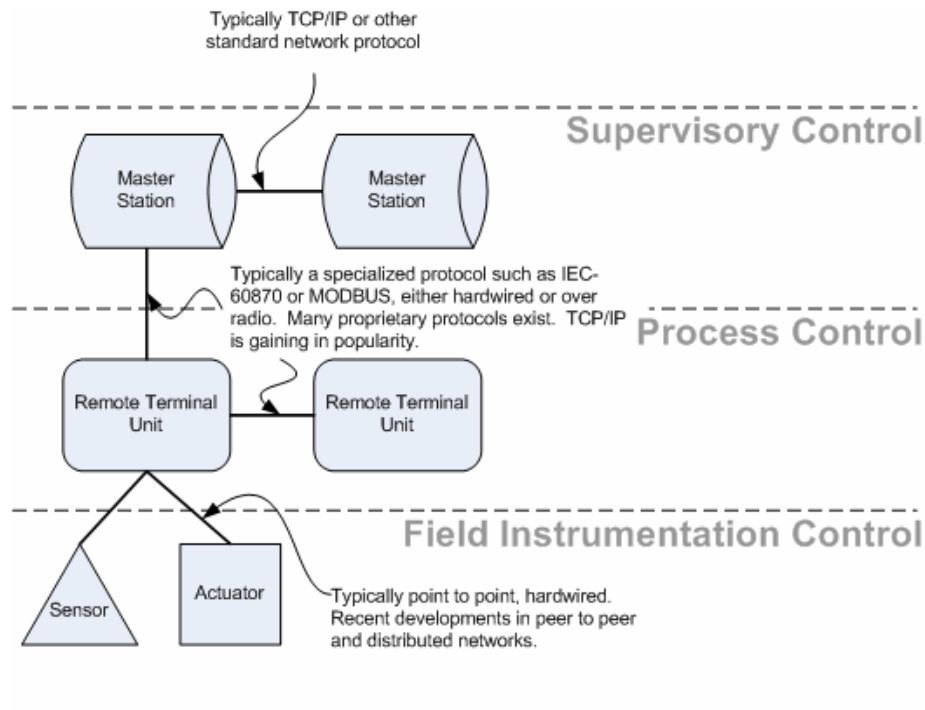 Typically TCP/IP or other
standard network protocol
Supervisory Control
Master
Station
Master
Station
Typically a specialized protocol such as IEC-
60870 or MODBUS, either hardwired or over
radio. Many proprietary protocols exist. TCP/IP
is gaining in popularity.
Process Control
Remote Terminal
Unit
Remote Terminal
Unit
Field Instrumentation Control
Sensor
Actuator
Typically point to point, hardwired.
Recent developments in peer to peer
and distributed networks.